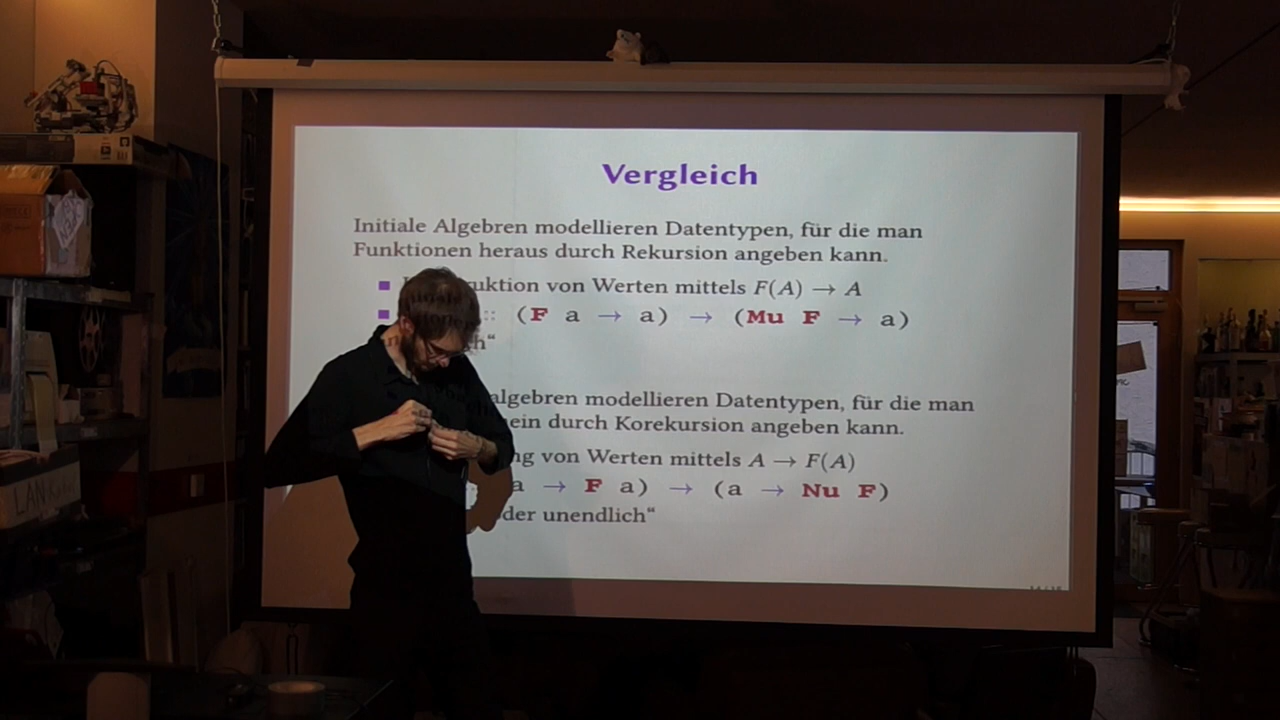 Vergleich
Initiale Algebren modellieren Datentypen, für die man
Funktionen heraus durch Rekursion angeben kann.
von Werten mittels F(A) → A
:: (F a → a) → (Mu F → a)
algebren modellieren Datentypen, für die man
ein durch Korekursion angeben kann.
von Werten mittels A → F(A)
a → F a) → (a → Nu F)
der unendlich“
LAN